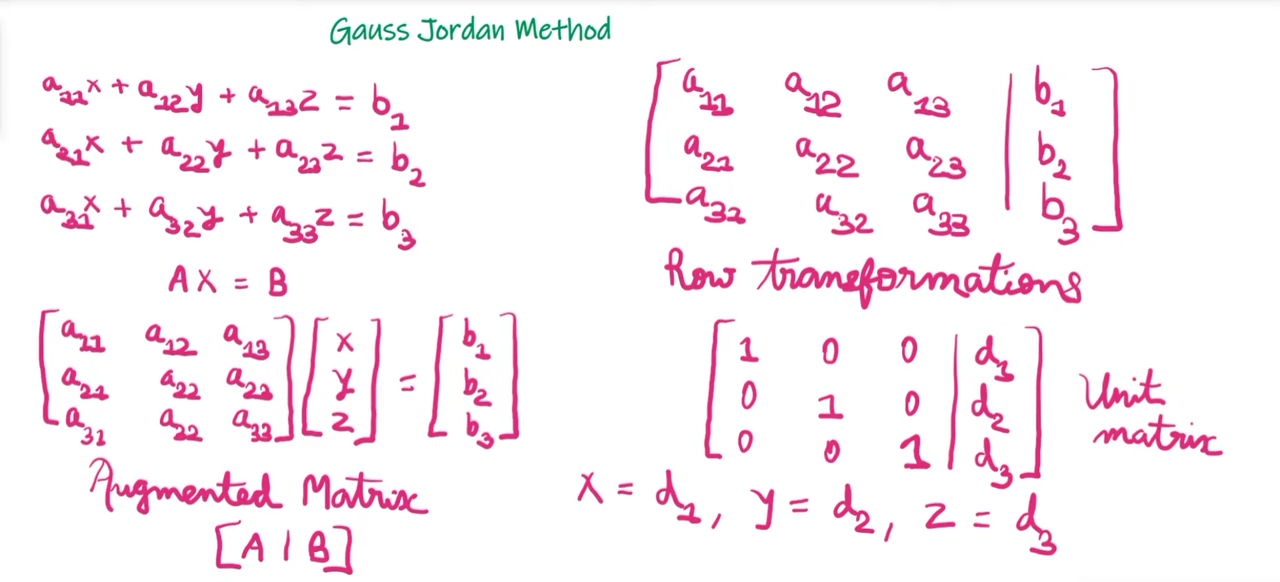 Gauss Jordan Method
a₁₁x + a₁₂y + a₁₃z = b₁
a₂₁x + a₂₂y + a₂₃z = b₂
a₃₁x + a₃₂y + a₃₃z = b₃
AX = B
[a₁₁ a₁₂ a₁₃] [x] = [b₁]
[a₂₁ a₂₂ a₂₃] [y] [b₂]
[a₃₁ a₂₂ a₃₃] [z] [b₃]
Augmented Matrix
[A | B]
[a₁₁ a₁₂ a₁₃ | b₁]
[a₂₁ a₂₂ a₂₃ | b₂]
[a₃₂ a₃₂ a₃₃ | b₃]
Row transformations
[1 0 0 | d₁]
[0 1 0 | d₂]
[0 0 1 | d₃]
Unit
matrix
x = d₁, y = d₂, z = d₃